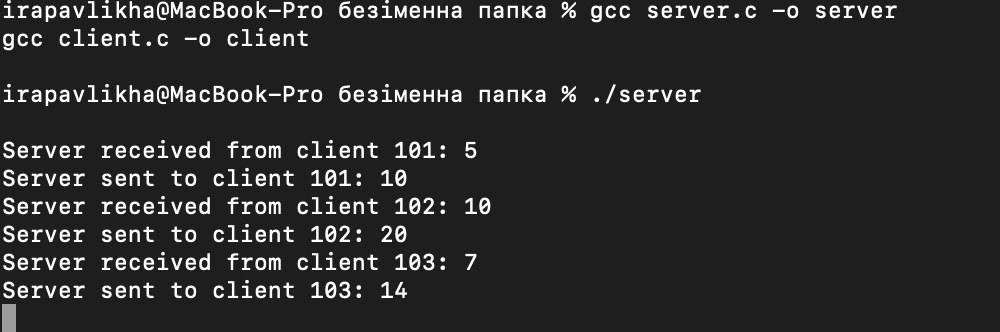 irapavlikha@MacBook-Pro безіменна папка % gcc server.c -o server
gcc client.c -o client
irapavlikha@MacBook-Pro безіменна папка % ./server
Server received from client 101: 5
Server sent to client 101: 10
Server received from client 102: 10
Server sent to client 102: 20
Server received from client 103: 7
Server sent to client 103: 14